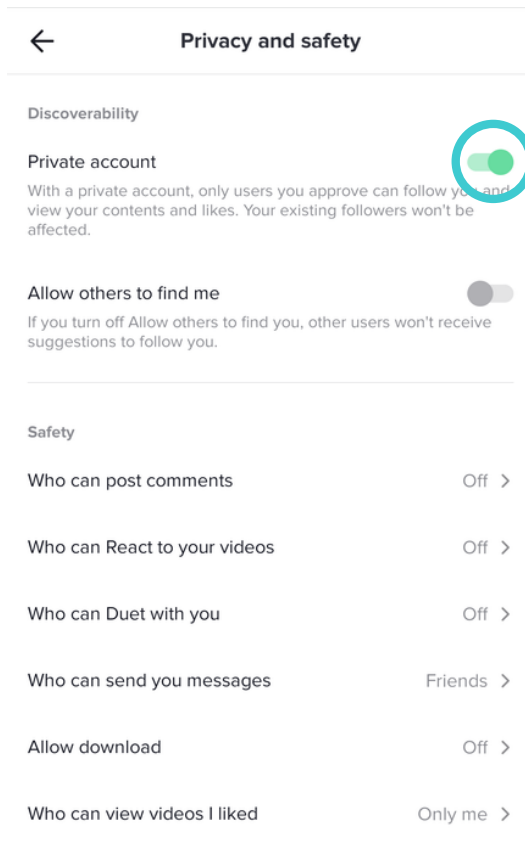 Privacy and safety
Discoverability
Private account
With a private account, only users you approve can follow you and
view your contents and likes. Your existing followers won't be
affected.
Allow others to find me
If you turn off Allow others to find you, other users won't receive
suggestions to follow you.
Safety
Who can post comments Off
Who can React to your videos Off
Who can Duet with you Off
Who can send you messages Friends
Allow download Off
Who can view videos I liked Only me